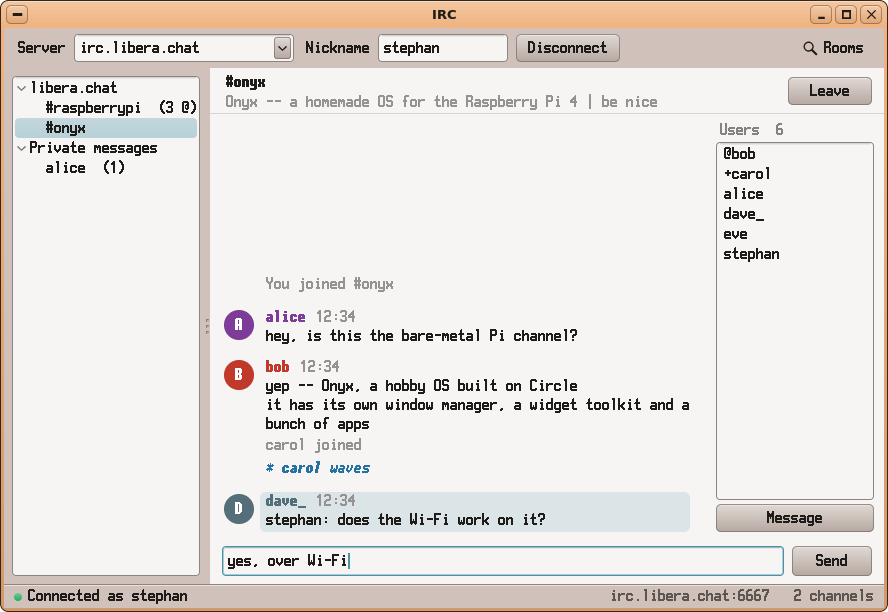 IRC
Server irc.libera.chat Nickname stephan Disconnect Rooms
libera.chat
#raspberrypi (3 @)
#onyx
Private messages
alice (1)
#onyx
Onyx -- a homemade OS for the Raspberry Pi 4 | be nice
Leave
You joined #onyx
A alice 12:34
hey, is this the bare-metal Pi channel?
B bob 12:34
yep -- Onyx, a hobby OS built on Circle
it has its own window manager, a widget toolkit and a
bunch of apps
carol joined
* carol waves
D dave_ 12:34
stephan: does the Wi-Fi work on it?
Users 6
@bob
+carol
alice
dave_
eve
stephan
Message
yes, over Wi-Fi
Send
Connected as stephan
irc.libera.chat:6667 2 channels